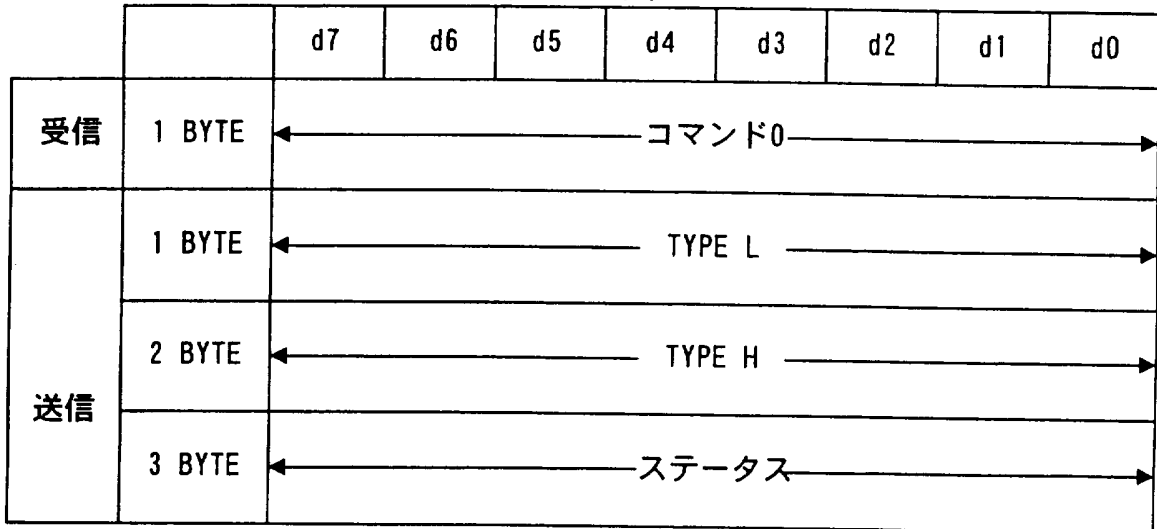 d7 d6 d5 d4 d3 d2 d1 d0
受信 1 BYTE コマンド0
送信
1 BYTE TYPE L
2 BYTE TYPE H
3 BYTE ステータス